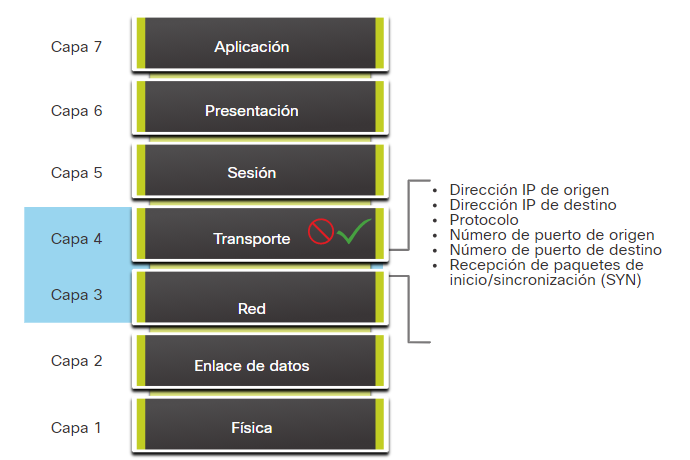 Capa 7 Aplicación
Capa 6 Presentación
Capa 5 Sesión
Capa 4 Transporte
Capa 3 Red
Capa 2 Enlace de datos
Capa 1 Física
• Dirección IP de origen
• Dirección IP de destino
• Protocolo
• Número de puerto de origen
• Número de puerto de destino
• Recepción de paquetes de
inicio/sincronización (SYN)